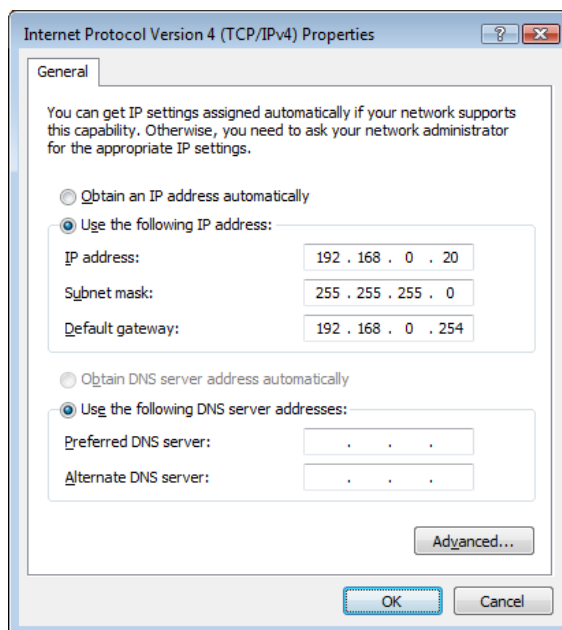 Internet Protocol Version 4 (TCP/IPv4) Properties
?
General
You can get IP settings assigned automatically if your network supports
this capability. Otherwise, you need to ask your network administrator
for the appropriate IP settings.
Obtain an IP address automatically
Use the following IP address:
IP address: 192 . 168 . 0 . 20
Subnet mask: 255 . 255 . 255 . 0
Default gateway: 192 . 168 . 0 . 254
Obtain DNS server address automatically
Use the following DNS server addresses:
Preferred DNS server: . . .
Alternate DNS server: . . .
Advanced...
OK Cancel